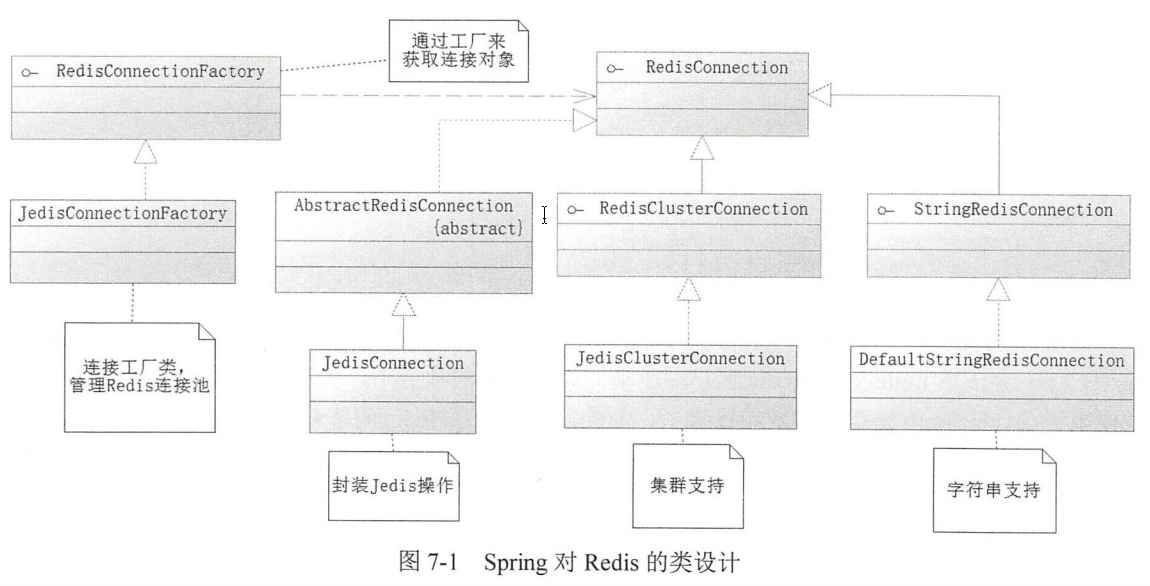 通过工厂来
获取连接对象
RedisConnectionFactory
RedisConnection
JedisConnectionFactory
AbstractRedisConnection
{abstract}
RedisClusterConnection
StringRedisConnection
连接工厂类,
管理Redis连接池
JedisConnection
JedisClusterConnection
DefaultStringRedisConnection
封装Jedis操作
集群支持
字符串支持
图 7-1 Spring 对 Redis 的类设计